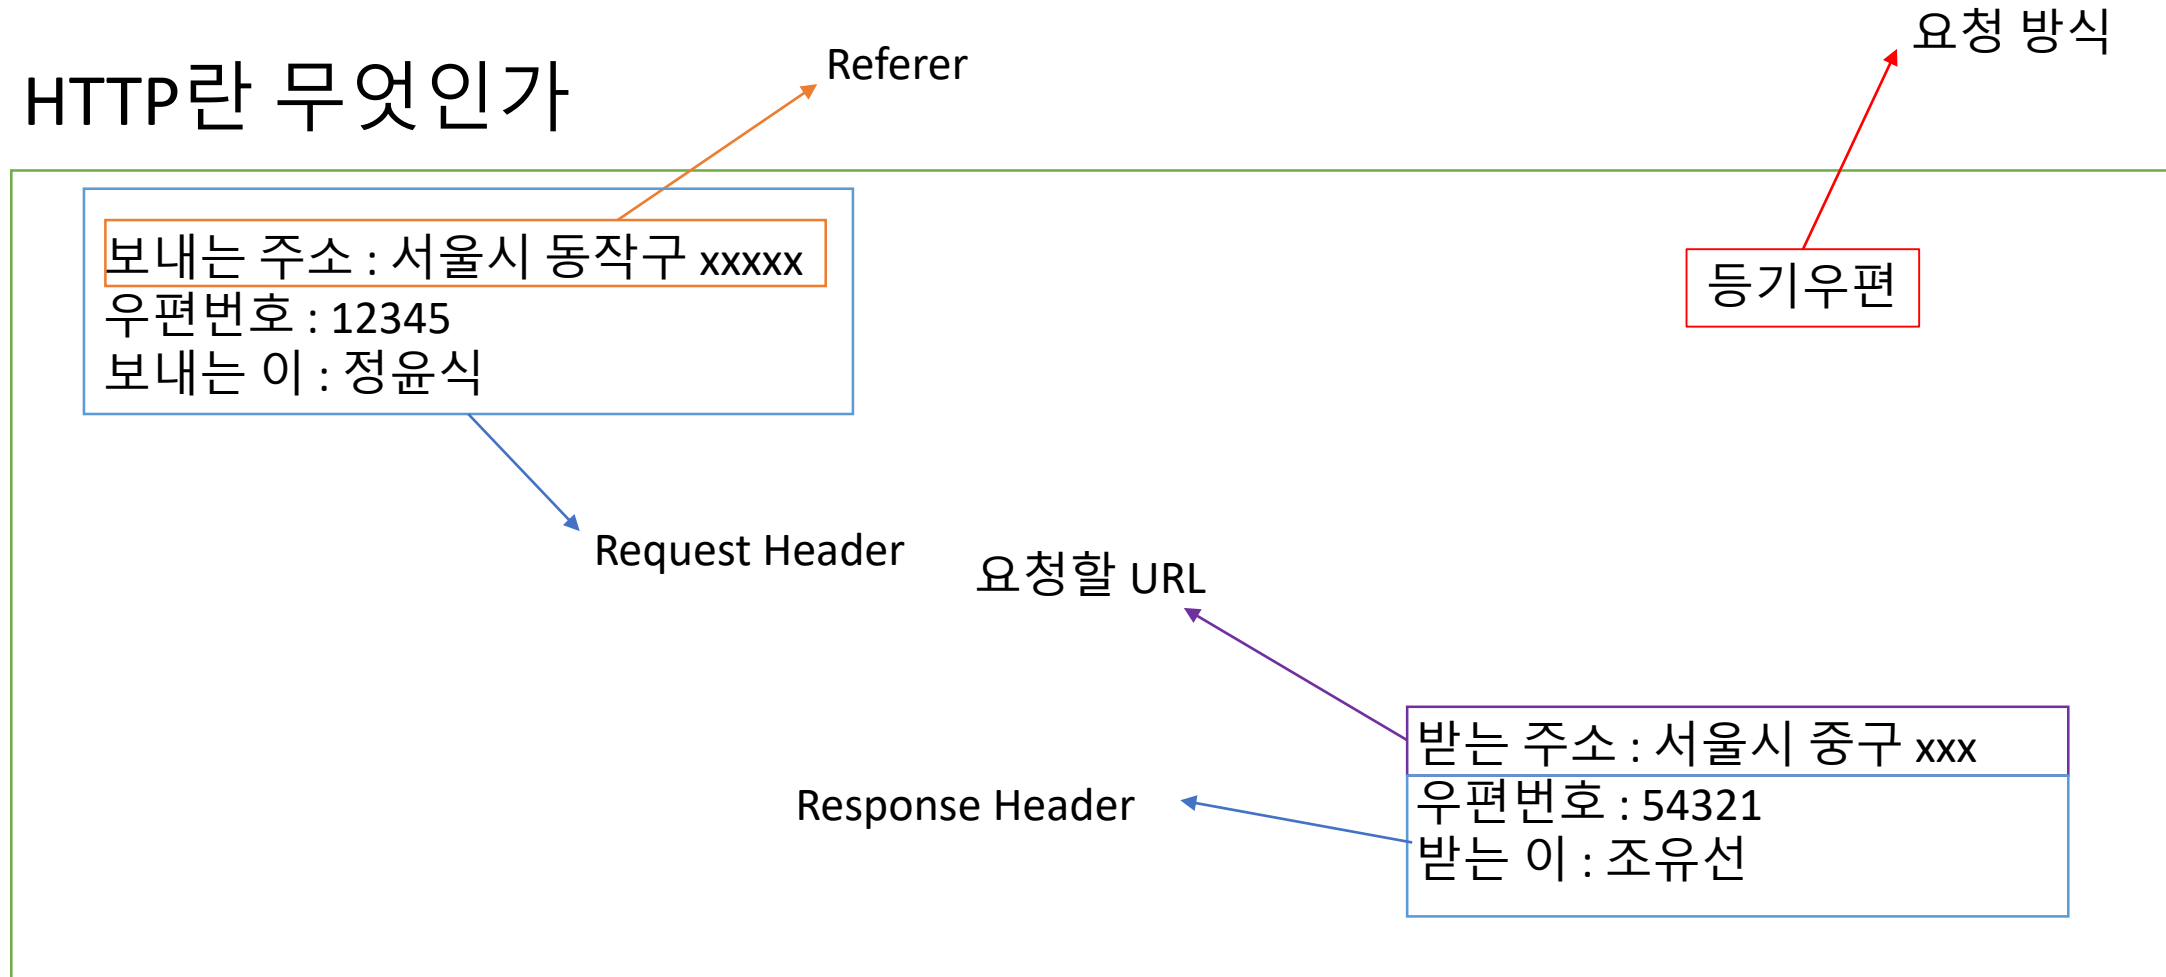 HTTP란 무엇인가
Referer
요청 방식
보내는 주소 : 서울시 동작구 xxxxx
우편번호 : 12345
보내는 이 : 정윤식
등기우편
Request Header
요청할 URL
받는 주소 : 서울시 중구 xxx
우편번호 : 54321
받는 이 : 조유선
Response Header